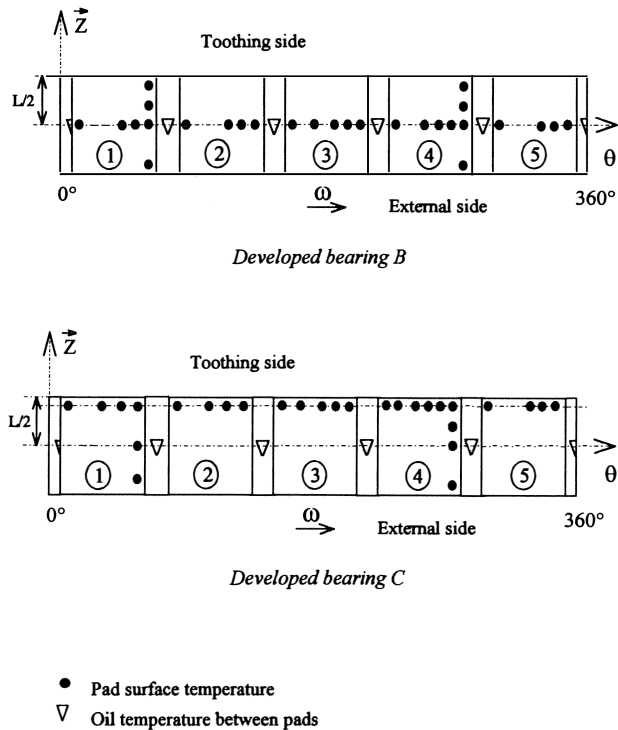 Z
Toothing side
L/2
1 2 3 4 5
θ
0° ω 360°
External side
Developed bearing B
Z
Toothing side
L/2
1 2 3 4 5
θ
0° ω 360°
External side
Developed bearing C
Pad surface temperature
Oil temperature between pads